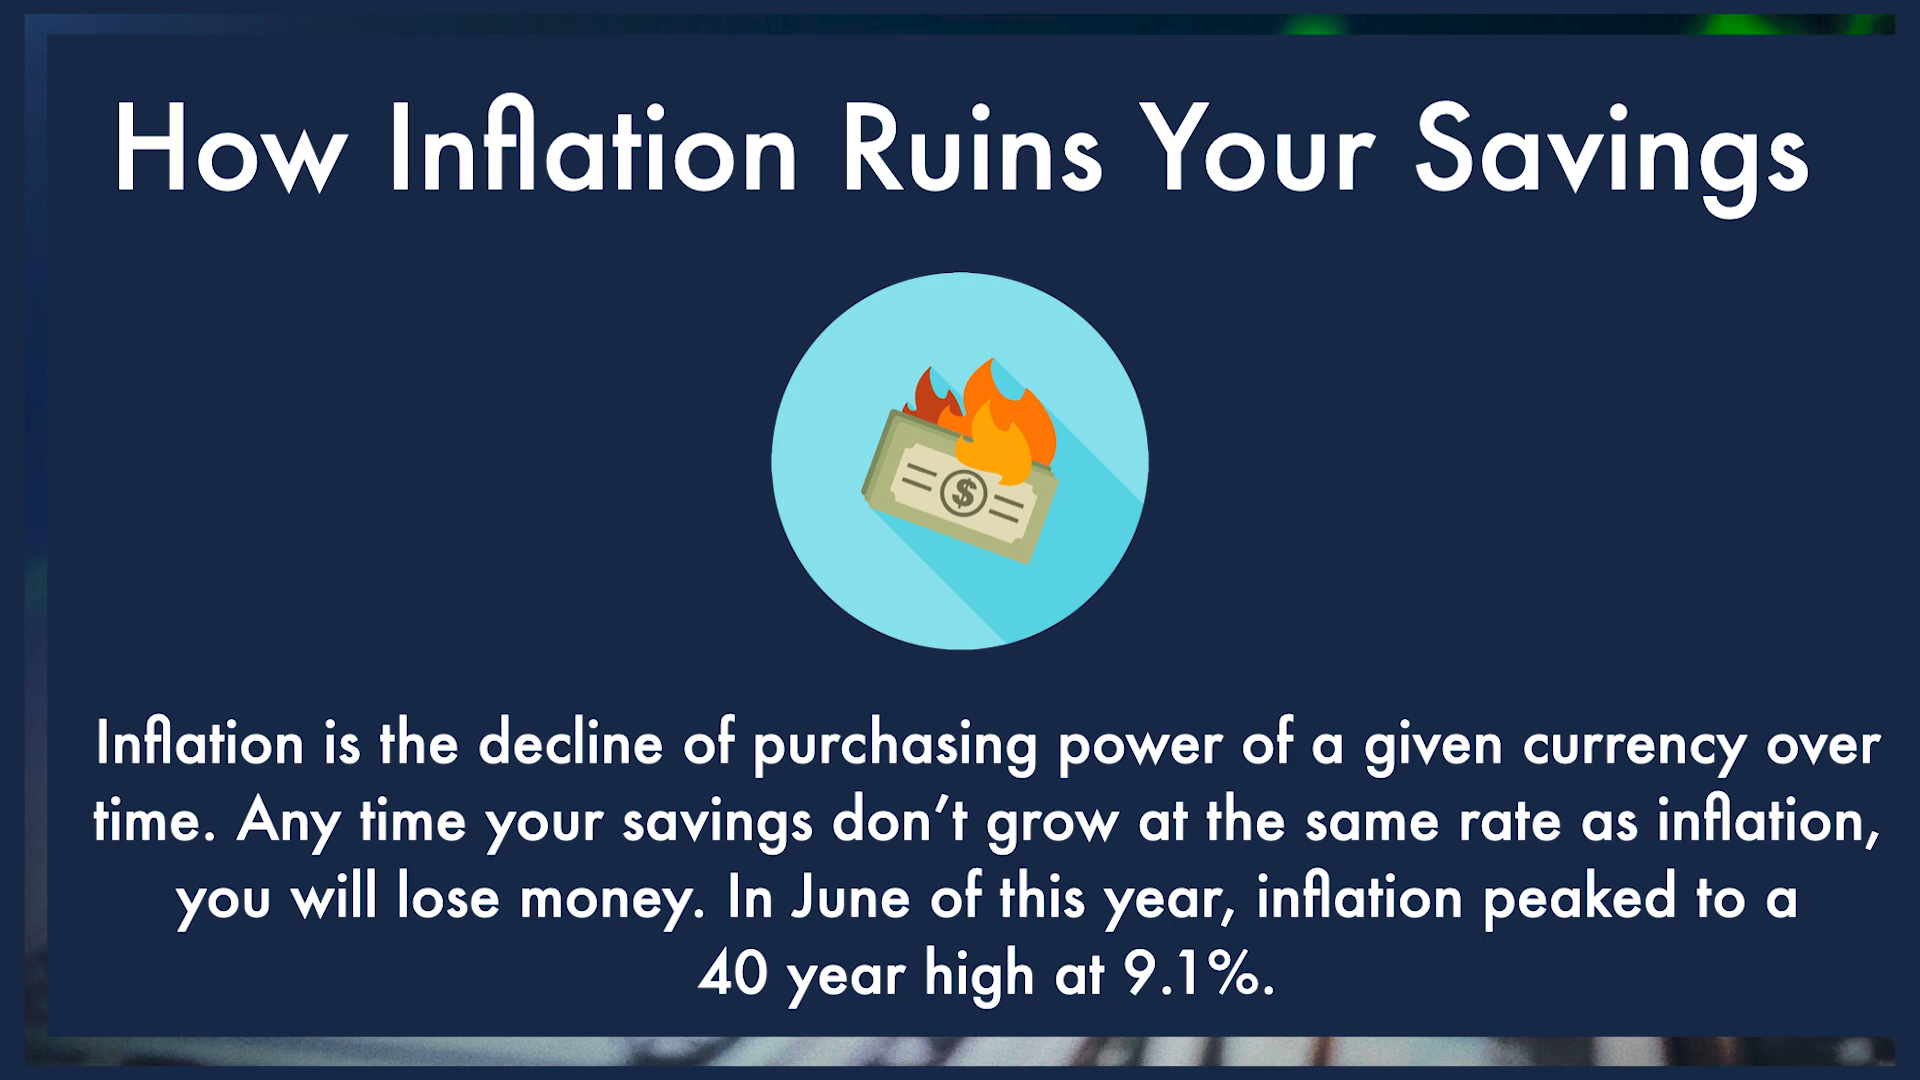 How Inflation Ruins Your Savings
$
Inflation is the decline of purchasing power of a given currency over
time. Any time your savings don’t grow at the same rate as inflation,
you will lose money. In June of this year, inflation peaked to a
40 year high at 9.1%.